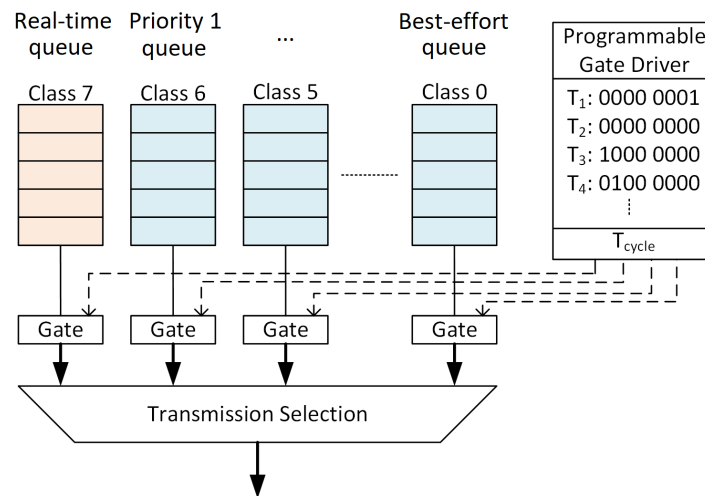 Real-time
queue
Priority 1
queue
...
Best-effort
queue
Class 7
Class 6
Class 5
Class 0
Programmable
Gate Driver
T1: 0000 0001
T2: 0000 0000
T3: 1000 0000
T4: 0100 0000
Tcycle
Gate
Gate
Gate
Gate
Transmission Selection